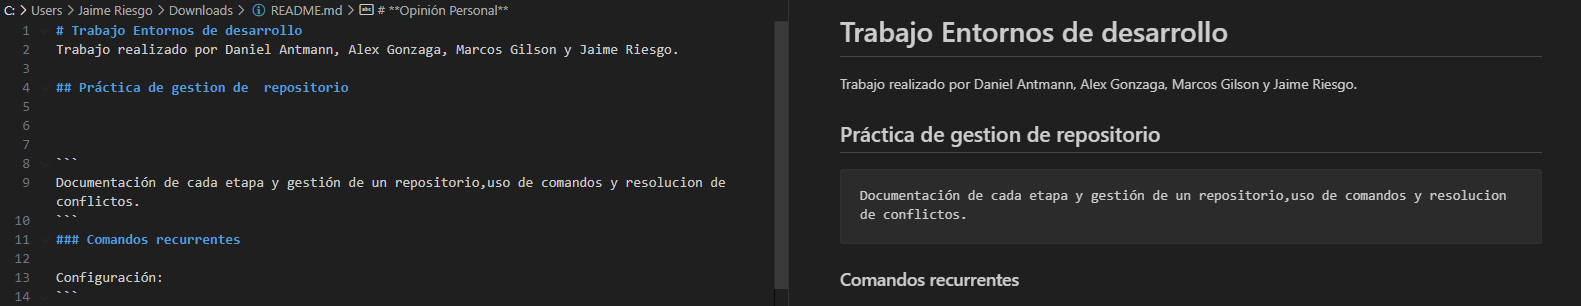 C: > Users > Jaime Riesgo > Downloads > README.md > # **Opinión Personal**
1 # Trabajo Entornos de desarrollo
2 Trabajo realizado por Daniel Antmann, Alex Gonzaga, Marcos Gilson y Jaime Riesgo.
3
4 ## Práctica de gestion de  repositorio
5
6
7
8 ```
9 Documentación de cada etapa y gestión de un repositorio,uso de comandos y resolucion de
conflictos.
10 ```
11 ### Comandos recurrentes
12
13 Configuración:
14 ```
Trabajo Entornos de desarrollo
Trabajo realizado por Daniel Antmann, Alex Gonzaga, Marcos Gilson y Jaime Riesgo.
Práctica de gestion de repositorio
Documentación de cada etapa y gestión de un repositorio,uso de comandos y resolucion
de conflictos.
Comandos recurrentes